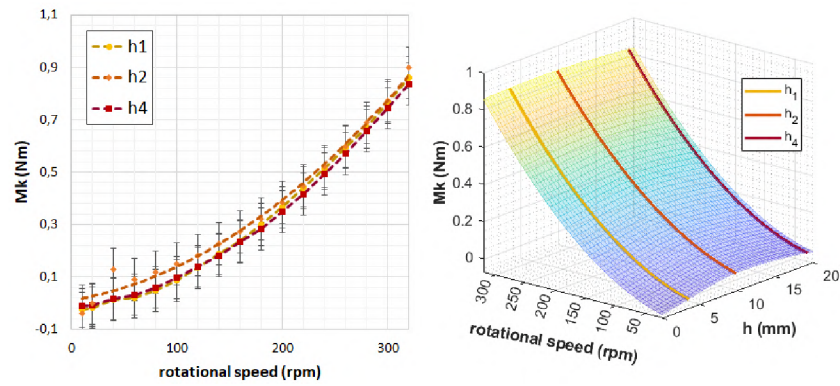 1,1
0,9
0,7
0,5
0,3
0,1
-0,1
Mk (Nm)
h1
h2
h4
0
100
200
300
rotational speed (rpm)
1
0.8
0.6
0.4
0.2
0
Mk (Nm)
h1
h2
h4
300
250
200
150
100
50
rotational speed (rpm)
0
5
10
15
20
h (mm)